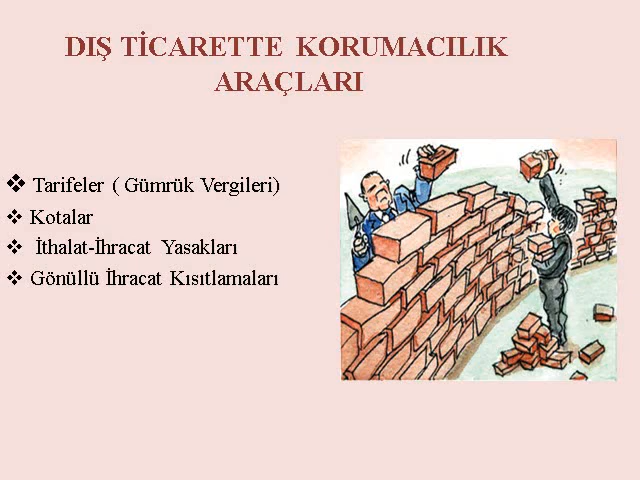 DIŞ TİCARETTE KORUMACILIK
ARAÇLARI
❖ Tarifeler ( Gümrük Vergileri)
❖ Kotalar
❖ İthalat-İhracat Yasakları
❖ Gönüllü İhracat Kısıtlamaları